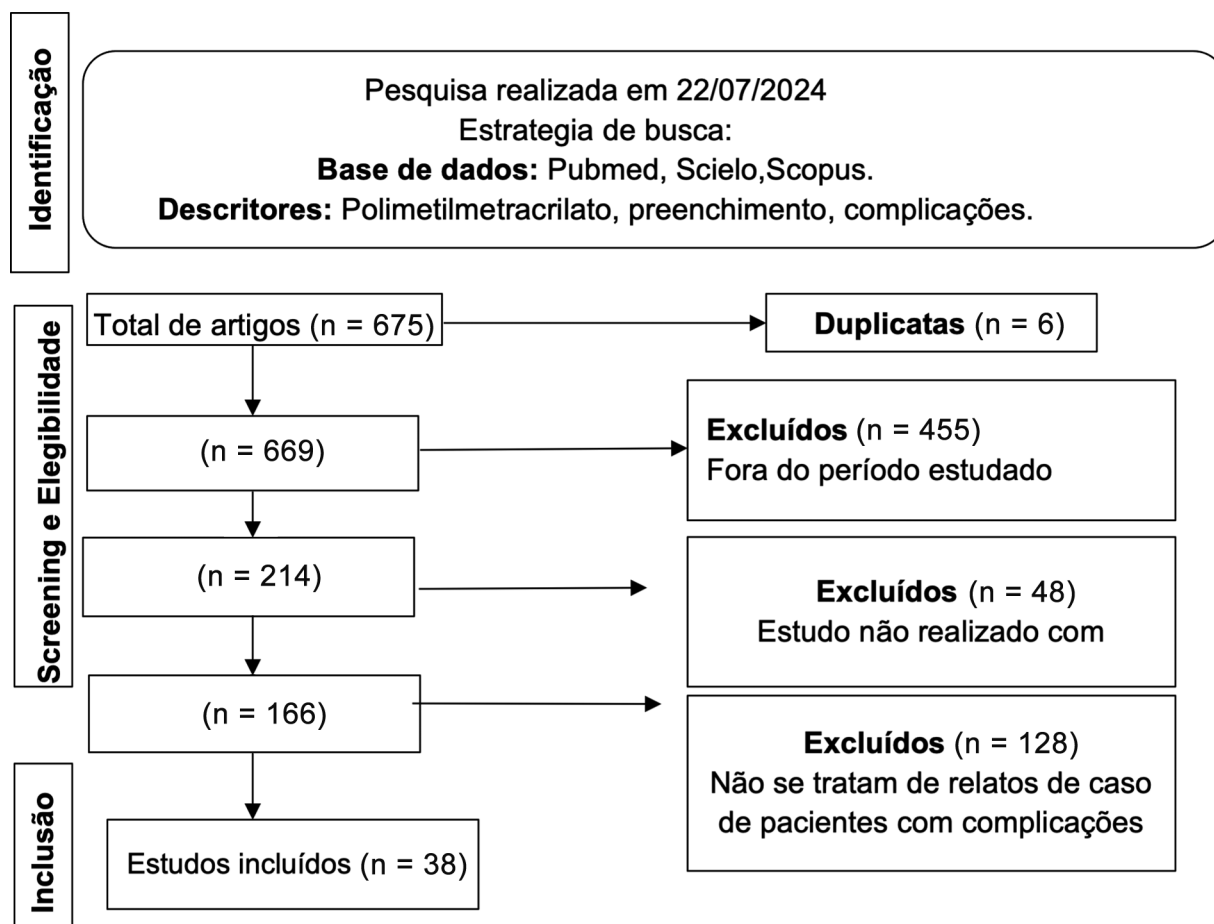 Identificação
Pesquisa realizada em 22/07/2024
Estrategia de busca:
Base de dados: Pubmed, Scielo,Scopus.
Descritores: Polimetilmetracrilato, preenchimento, complicações.
Screening e Elegibilidade
Total de artigos (n = 675)
Duplicatas (n = 6)
(n = 669)
Excluídos (n = 455)
Fora do período estudado
(n = 214)
Excluídos (n = 48)
Estudo não realizado com
(n = 166)
Excluídos (n = 128)
Não se tratam de relatos de caso
de pacientes com complicações
Inclusão
Estudos incluídos (n = 38)